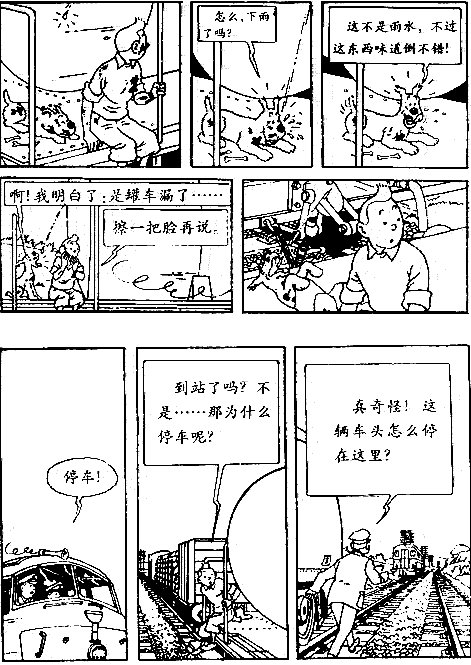 怎么,下雨
了吗?
这不是雨水，不过
这东西味道倒不错!
啊!我明白了:是罐车漏了……
擦一把脸再说。
停车!
到站了吗？不
是……那为什么
停车呢？
真奇怪！这
辆车头怎么停
在这里？